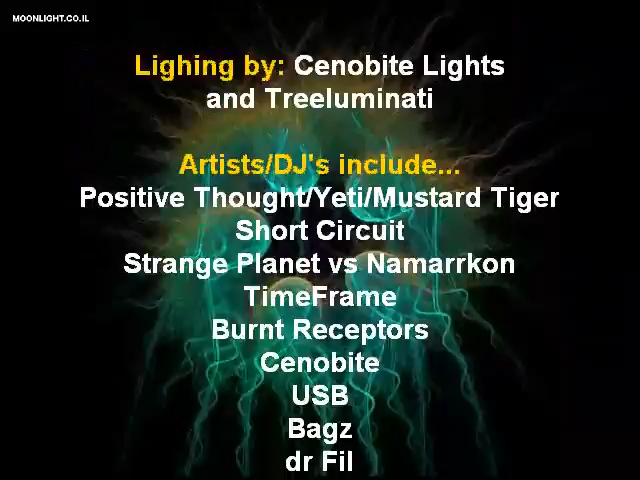 MOONLIGHT.CO.IL
Lighing by: Cenobite Lights
and Treeluminati
Artists/DJ's include...
Positive Thought/Yeti/Mustard Tiger
Short Circuit
Strange Planet vs Namarrkon
TimeFrame
Burnt Receptors
Cenobite
USB
Bagz
dr Fil